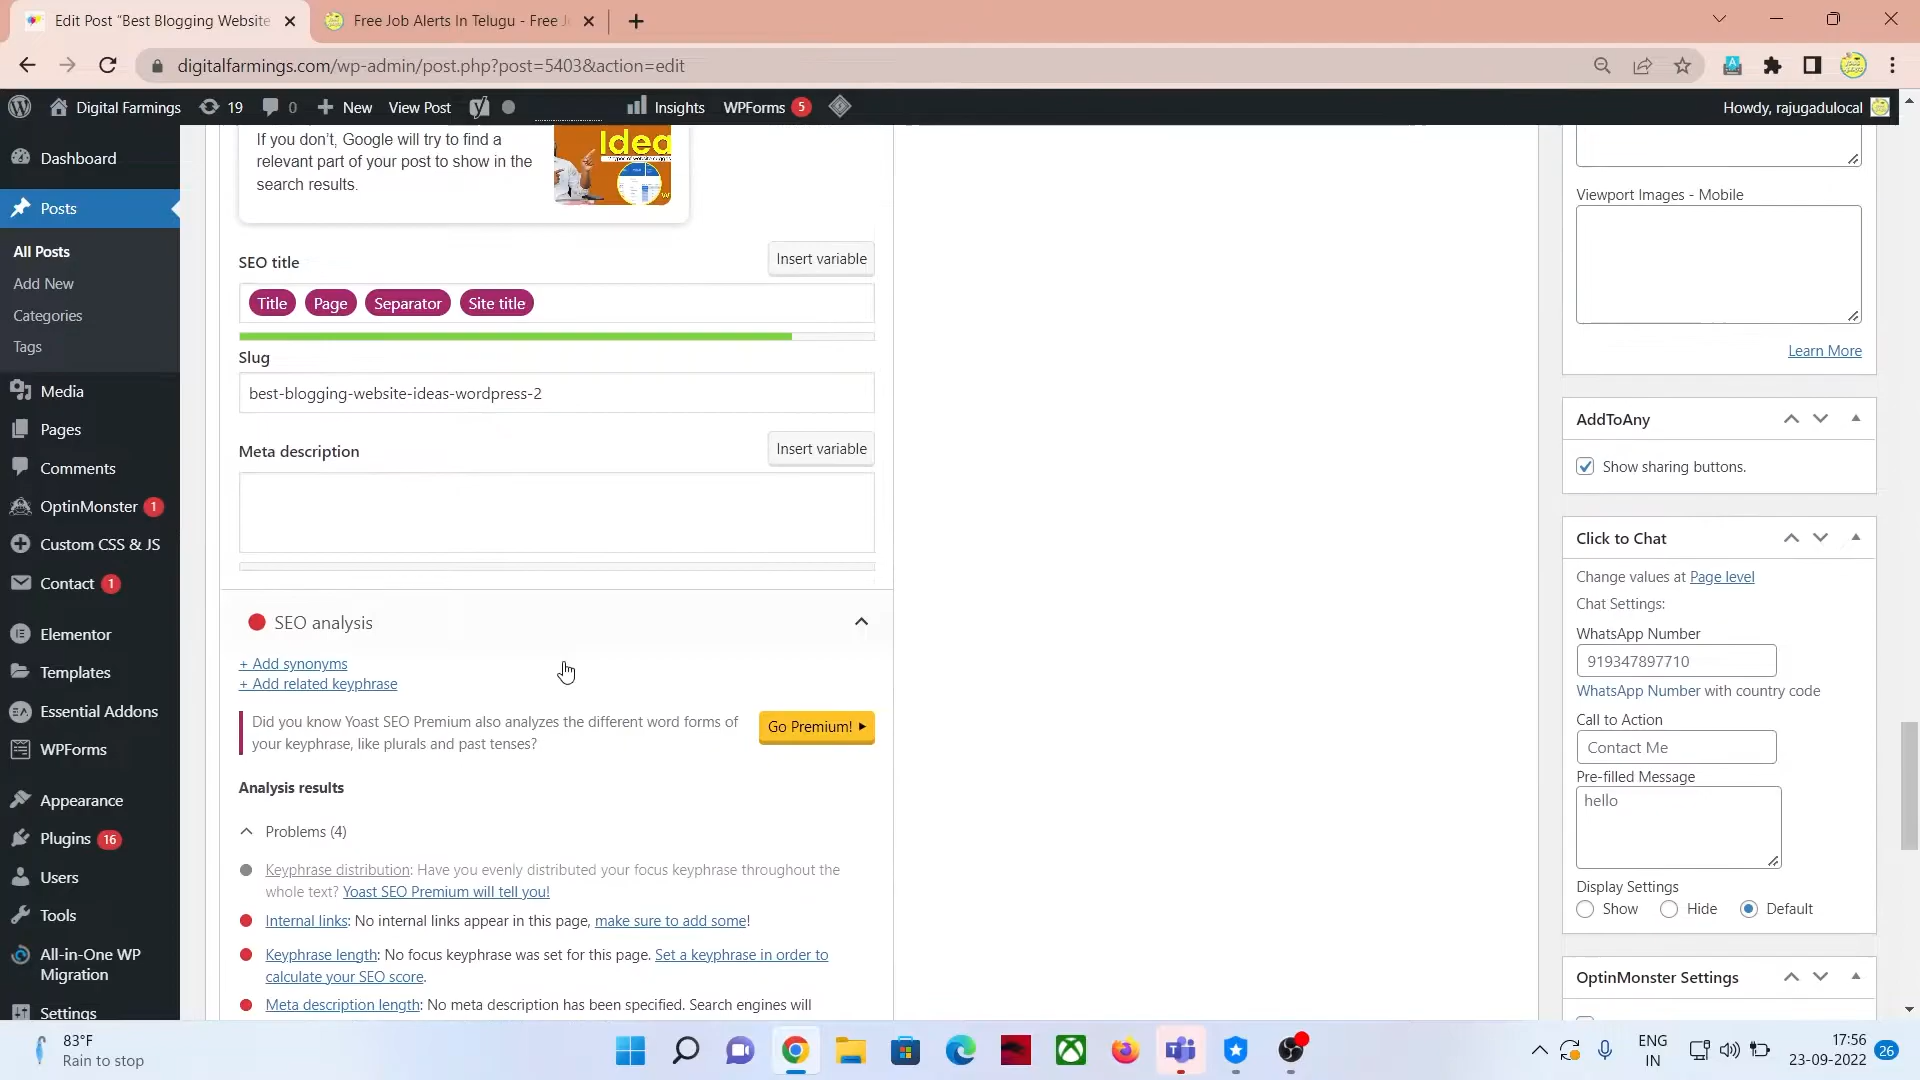 Edit Post “Best Blogging Website
Free Job Alerts In Telugu - Free J
digitalfarmings.com/wp-admin/post.php?post=5403&action=edit
Digital Farmings
19
0
New
View Post
Insights
WPForms 5
Howdy, rajugadulocal
Dashboard
Posts
All Posts
Add New
Categories
Tags
Media
Pages
Comments
OptinMonster 1
Custom CSS & JS
Contact 1
Elementor
Templates
Essential Addons
WPForms
Appearance
Plugins 16
Users
Tools
All-in-One WP
Migration
Settings
If you don’t, Google will try to find a
relevant part of your post to show in the
search results.
Idea
SEO title
Insert variable
Title Page Separator Site title
Slug
best-blogging-website-ideas-wordpress-2
Meta description
Insert variable
SEO analysis
+ Add synonyms
+ Add related keyphrase
Did you know Yoast SEO Premium also analyzes the different word forms of
your keyphrase, like plurals and past tenses?
Go Premium!
Analysis results
Problems (4)
Keyphrase distribution: Have you evenly distributed your focus keyphrase throughout the
whole text? Yoast SEO Premium will tell you!
Internal links: No internal links appear in this page, make sure to add some!
Keyphrase length: No focus keyphrase was set for this page. Set a keyphrase in order to
calculate your SEO score.
Meta description length: No meta description has been specified. Search engines will
Viewport Images - Mobile
Learn More
AddToAny
Show sharing buttons.
Click to Chat
Change values at Page level
Chat Settings:
WhatsApp Number
919347897710
WhatsApp Number with country code
Call to Action
Contact Me
Pre-filled Message
hello
Display Settings
Show Hide Default
OptinMonster Settings
83°F
Rain to stop
ENG
IN
17:56
23-09-2022
26